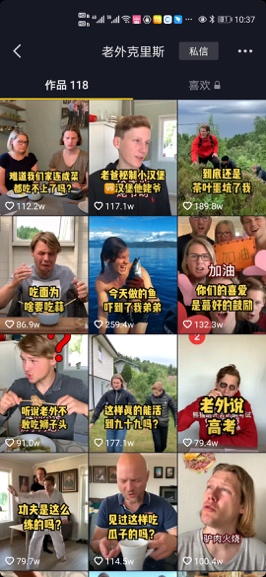 10:37
老外克里斯
私信
作品 118
喜欢
难道我们家连咸菜
都吃不上了吗?
112.2w
老爸秘制小汉堡
汉堡他姥爷
117.1w
到底还是
茶叶蛋坑了我
189.8w
吃面为
啥要吃蒜
86.9w
今天做的鱼
吓到了我弟弟
259.4w
加油
你们的喜爱
是最好的鼓励
132.3w
听说老外不
敢吃狮子头
91.0w
这样真的能活
到九十九吗?
177.1w
2
老外说
高考
79.4w
功夫是这么
练的吗?
79.7w
见过这样吃
瓜子的吗?
114.5w
驴肉火烧
100.4w